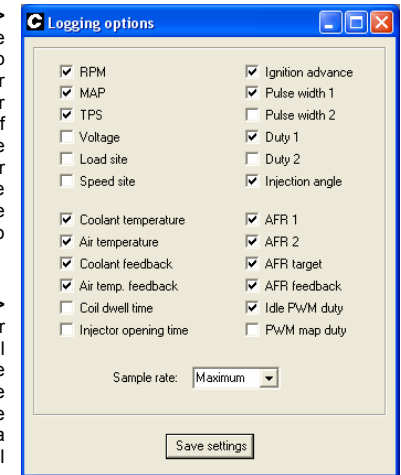 Logging options
RPM
MAP
TPS
Voltage
Load site
Speed site
Ignition advance
Pulse width 1
Pulse width 2
Duty 1
Duty 2
Injection angle
Coolant temperature
Air temperature
Coolant feedback
Air temp. feedback
Coil dwell time
Injector opening time
AFR 1
AFR 2
AFR target
AFR feedback
Idle PWM duty
PWM map duty
Sample rate: Maximum
Save settings